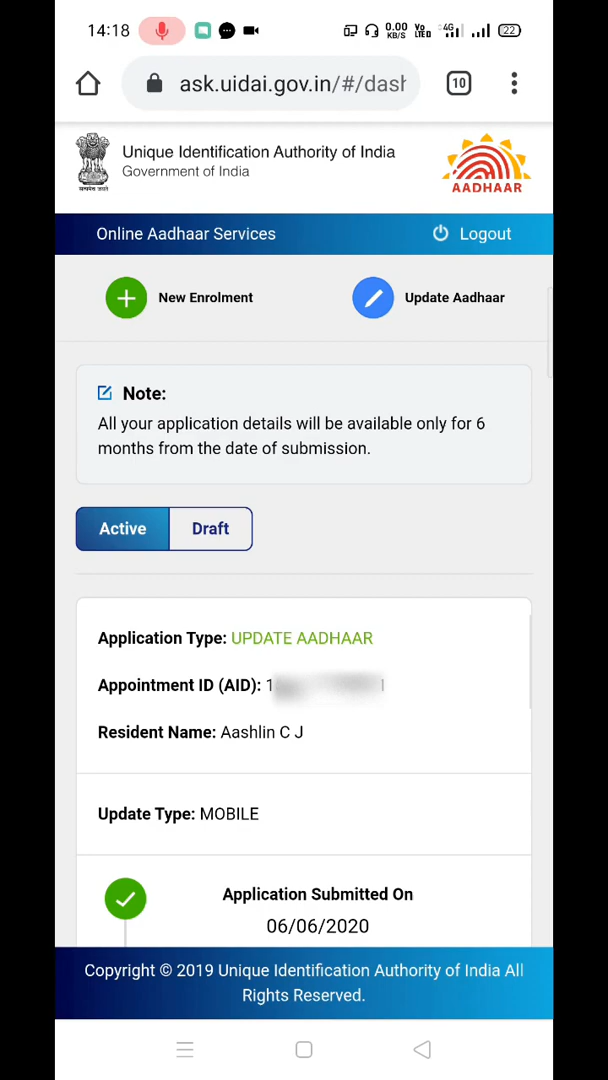 14:18
0.00
KB/S
Vo
LTE
4G
22
ask.uidai.gov.in/#/dash
10
Unique Identification Authority of India
Government of India
सत्यमेव जयते
AADHAAR
Online Aadhaar Services
Logout
New Enrolment
Update Aadhaar
Note:
All your application details will be available only for 6
months from the date of submission.
Active
Draft
Application Type: UPDATE AADHAAR
Appointment ID (AID): 1
Resident Name: Aashlin C J
Update Type: MOBILE
Application Submitted On
06/06/2020
Copyright © 2019 Unique Identification Authority of India All
Rights Reserved.